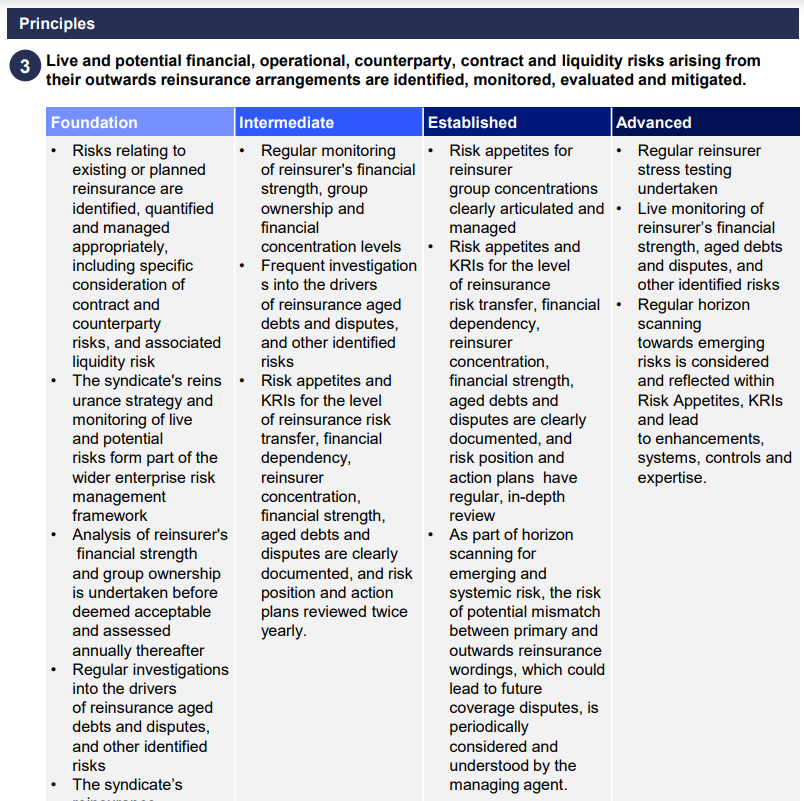 Principles
3
Live and potential financial, operational, counterparty, contract and liquidity risks arising from
their outwards reinsurance arrangements are identified, monitored, evaluated and mitigated.
Foundation
• Risks relating to
existing or planned
reinsurance are
identified, quantified
and managed
appropriately,
including specific
consideration of
contract and
counterparty
risks, and associated
liquidity risk
• The syndicate's reins
urance strategy and
monitoring of live
and potential
risks form part of the
wider enterprise risk
management
framework
• Analysis of reinsurer's
financial strength
and group ownership
is undertaken before
deemed acceptable
and assessed
annually thereafter
• Regular investigations
into the drivers
of reinsurance aged
debts and disputes,
and other identified
risks
• The syndicate’s
reinsurance
Intermediate
• Regular monitoring
of reinsurer's financial
strength, group
ownership and
financial
concentration levels
• Frequent investigation
s into the drivers
of reinsurance aged
debts and disputes,
and other identified
risks
• Risk appetites and
KRIs for the level
of reinsurance risk
transfer, financial
dependency,
reinsurer
concentration,
financial strength,
aged debts and
disputes are clearly
documented, and risk
position and action
plans reviewed twice
yearly.
Established
• Risk appetites for
reinsurer
group concentrations
clearly articulated and
managed
• Risk appetites and
KRIs for the level
of reinsurance
risk transfer, financial
dependency,
reinsurer
concentration,
financial strength,
aged debts and
disputes are clearly
documented, and
risk position and
action plans have
regular, in-depth
review
• As part of horizon
scanning for
emerging and
systemic risk, the risk
of potential mismatch
between primary and
outwards reinsurance
wordings, which could
lead to future
coverage disputes, is
periodically
considered and
understood by the
managing agent.
Advanced
• Regular reinsurer
stress testing
undertaken
• Live monitoring of
reinsurer’s financial
strength, aged debts
and disputes, and
other identified risks
• Regular horizon
scanning
towards emerging
risks is considered
and reflected within
Risk Appetites, KRIs
and lead
to enhancements,
systems, controls and
expertise.